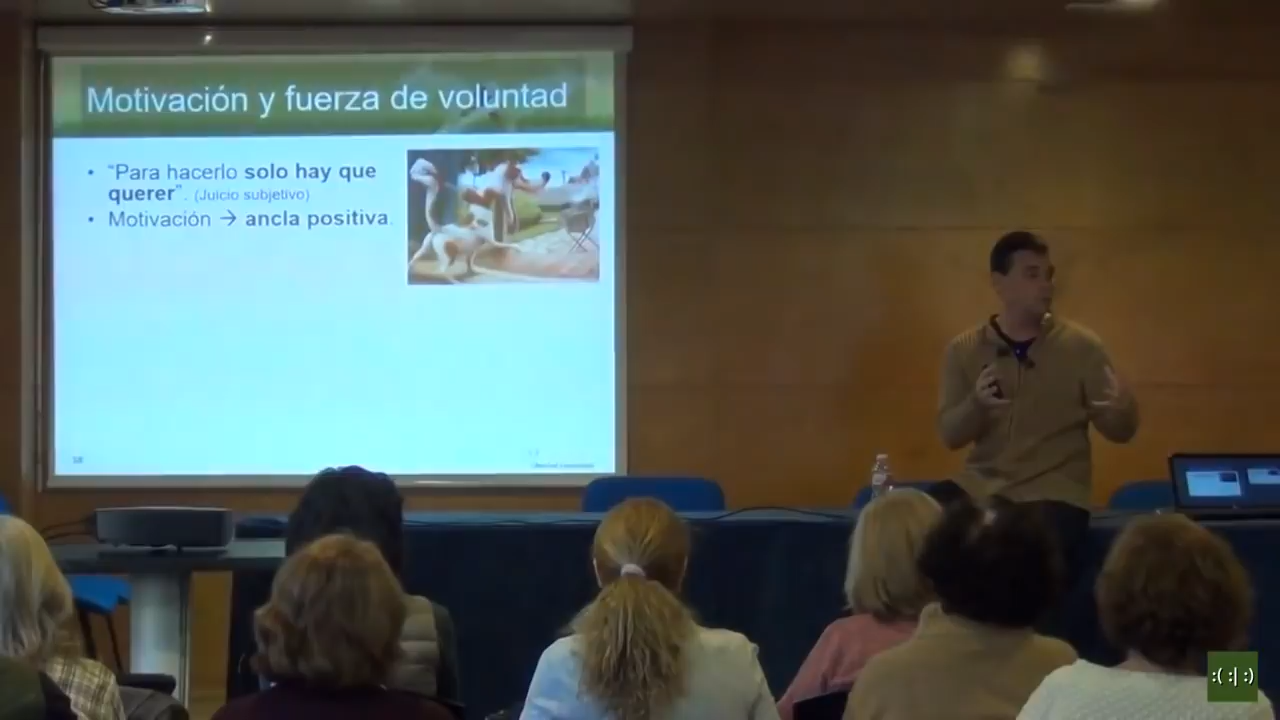 Motivación y fuerza de voluntad
• “Para hacerlo solo hay que
querer”. (Juicio subjetivo)
• Motivación → ancla positiva.
:( :| :)